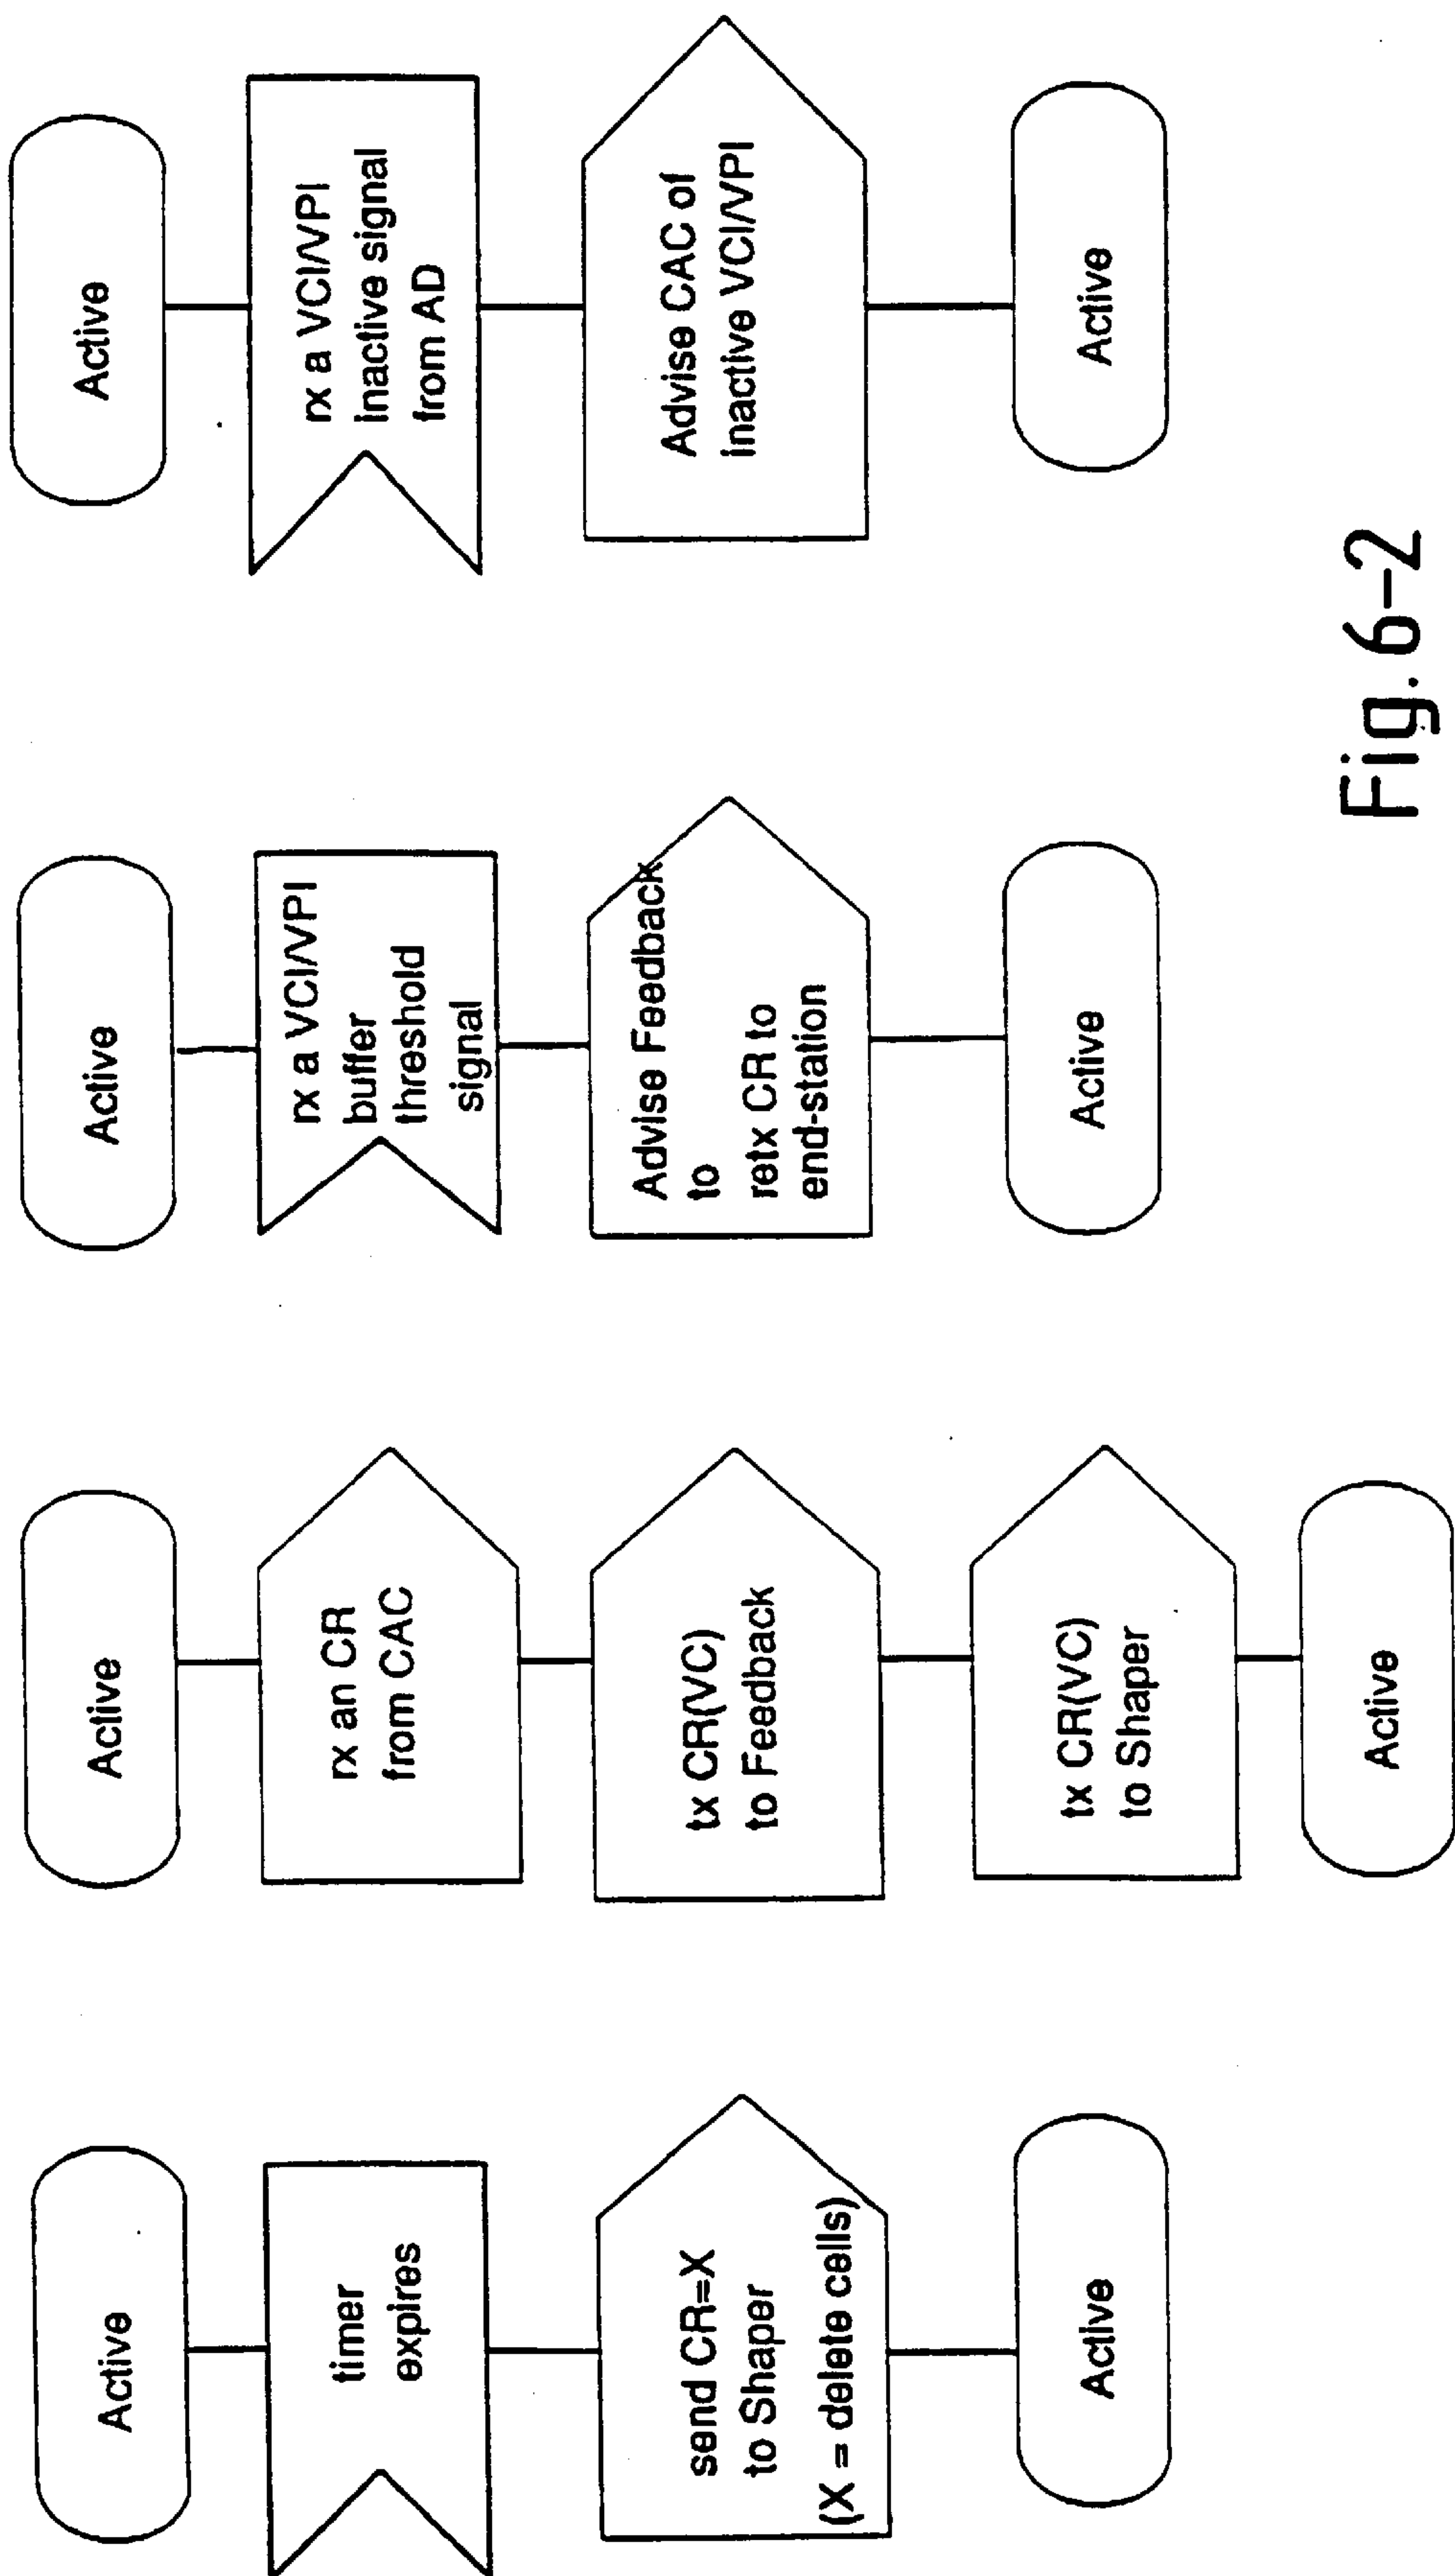 Active
timer
expires
send CR=X
to Shaper
(X = delete cells)
Active
Active
rx an CR
from CAC
tx CR(VC)
to Feedback
tx CR(VC)
to Shaper
Active
Active
rx a VCI/VPI
buffer
threshold
signal
Advise Feedback
to
retx CR to
end-station
Active
Active
rx a VCI/VPI
inactive signal
from AD
Advise CAC of
inactive VCI/VPI
Active
Fig. 6-2